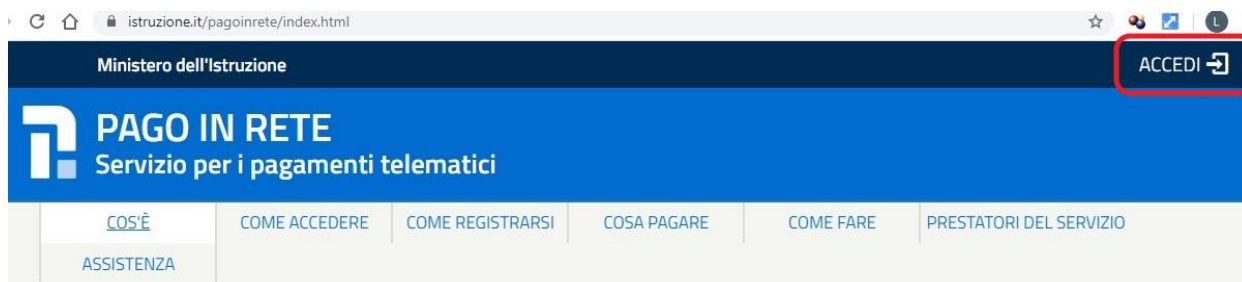 istruzione.it/pagoinrete/index.html
L
Ministero dell'Istruzione
ACCEDI
PAGO IN RETE
Servizio per i pagamenti telematici
COS'È COME ACCEDERE COME REGISTRARSI COSA PAGARE COME FARE PRESTATORI DEL SERVIZIO
ASSISTENZA